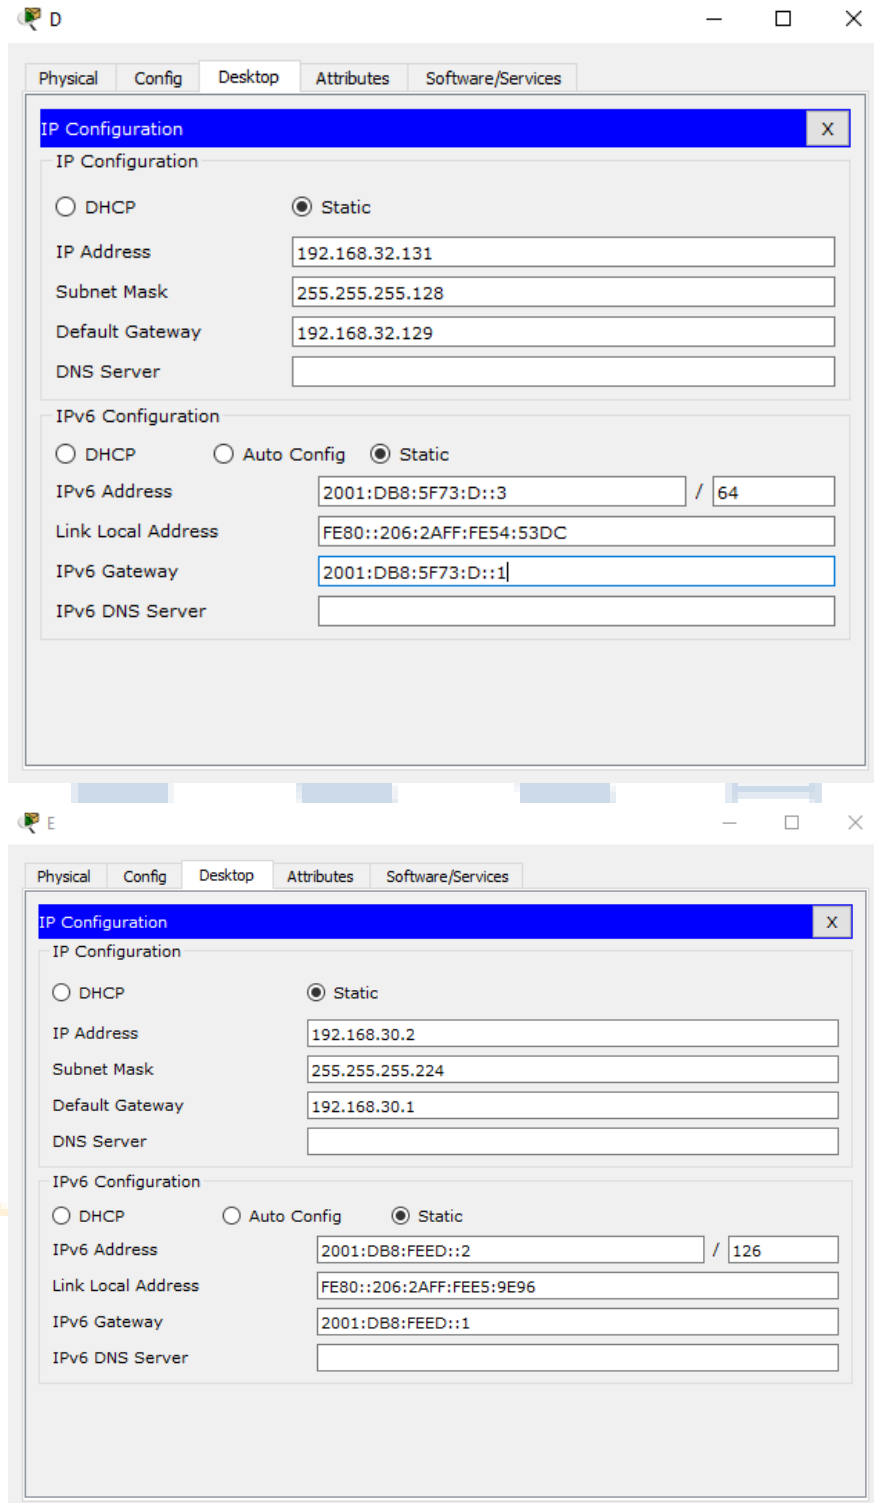 D
Physical Config Desktop Attributes Software/Services
IP Configuration X
IP Configuration
DHCP Static
IP Address 192.168.32.131
Subnet Mask 255.255.255.128
Default Gateway 192.168.32.129
DNS Server
IPv6 Configuration
DHCP Auto Config Static
IPv6 Address 2001:DB8:5F73:D::3 / 64
Link Local Address FE80::206:2AFF:FE54:53DC
IPv6 Gateway 2001:DB8:5F73:D::1
IPv6 DNS Server
E
Physical Config Desktop Attributes Software/Services
IP Configuration X
IP Configuration
DHCP Static
IP Address 192.168.30.2
Subnet Mask 255.255.255.224
Default Gateway 192.168.30.1
DNS Server
IPv6 Configuration
DHCP Auto Config Static
IPv6 Address 2001:DB8:FEED::2 / 126
Link Local Address FE80::206:2AFF:FEE5:9E96
IPv6 Gateway 2001:DB8:FEED::1
IPv6 DNS Server